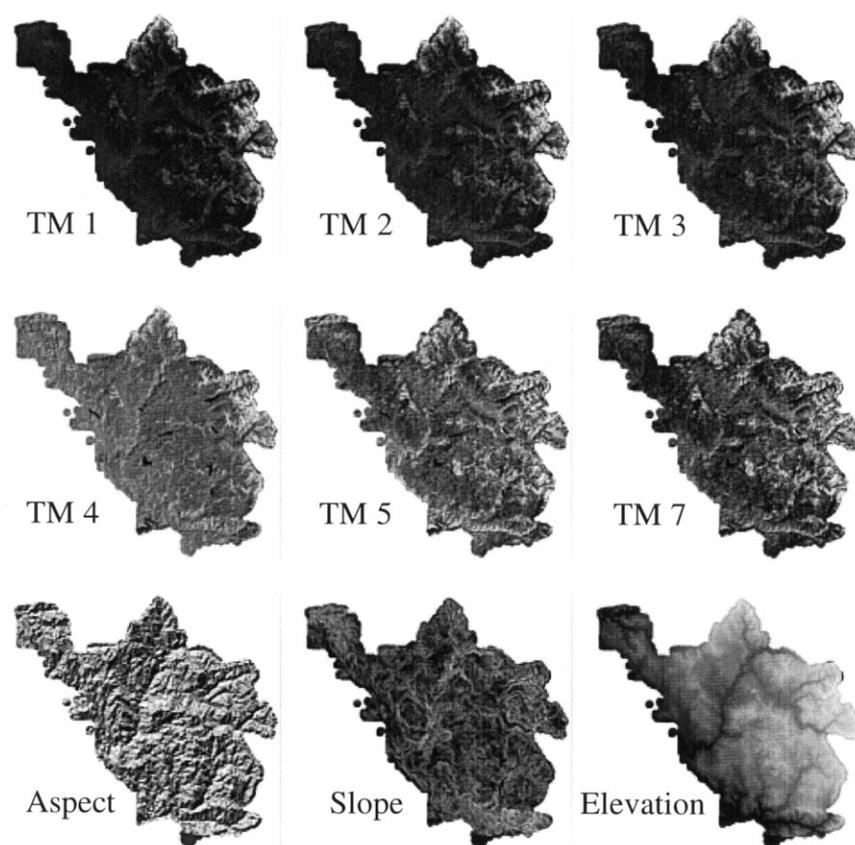 TM 1
TM 2
TM 3
TM 4
TM 5
TM 7
Aspect
Slope
Elevation